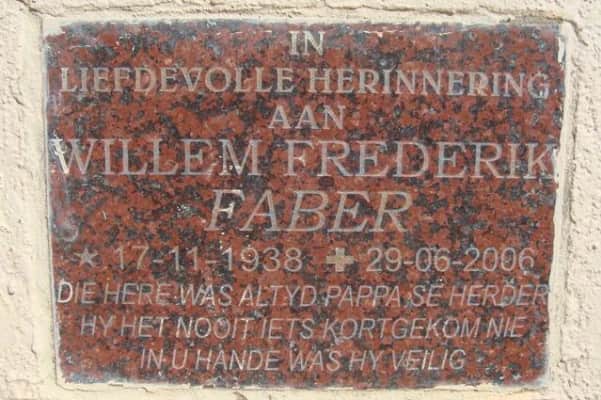 IN
LIEFDEVOLLE HERINNERING
AAN
WILLEM FREDERIK
FABER
★ 17-11-1938 ✚ 29-06-2006
DIE HERE WAS ALTYD PAPPA SE HERDER
HY HET NOOIT IETS KORTGEKOM NIE
IN U HANDE WAS HY VEILIG